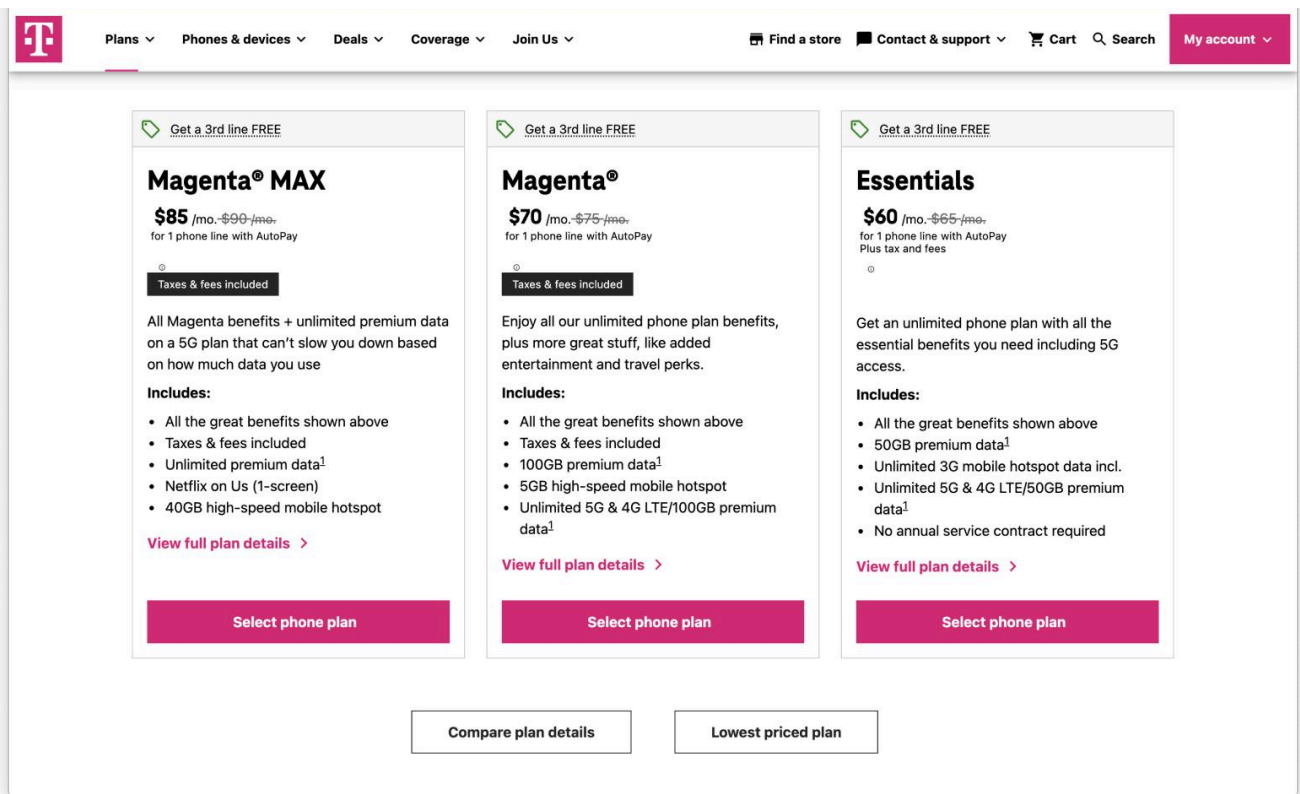 T
Plans Phones & devices Deals Coverage Join Us Find a store Contact & support Cart Search My account
Get a 3rd line FREE
Magenta® MAX
$85 /mo. $90 /mo.
for 1 phone line with AutoPay
Taxes & fees included
All Magenta benefits + unlimited premium data
on a 5G plan that can't slow you down based
on how much data you use
Includes:
• All the great benefits shown above
• Taxes & fees included
• Unlimited premium data1
• Netflix on Us (1-screen)
• 40GB high-speed mobile hotspot
View full plan details >
Select phone plan
Get a 3rd line FREE
Magenta®
$70 /mo. $75 /mo.
for 1 phone line with AutoPay
Taxes & fees included
Enjoy all our unlimited phone plan benefits,
plus more great stuff, like added
entertainment and travel perks.
Includes:
• All the great benefits shown above
• Taxes & fees included
• 100GB premium data1
• 5GB high-speed mobile hotspot
• Unlimited 5G & 4G LTE/100GB premium
data1
View full plan details >
Select phone plan
Get a 3rd line FREE
Essentials
$60 /mo. $65 /mo.
for 1 phone line with AutoPay
Plus tax and fees
Get an unlimited phone plan with all the
essential benefits you need including 5G
access.
Includes:
• All the great benefits shown above
• 50GB premium data1
• Unlimited 3G mobile hotspot data incl.
• Unlimited 5G & 4G LTE/50GB premium
data1
• No annual service contract required
View full plan details >
Select phone plan
Compare plan details
Lowest priced plan